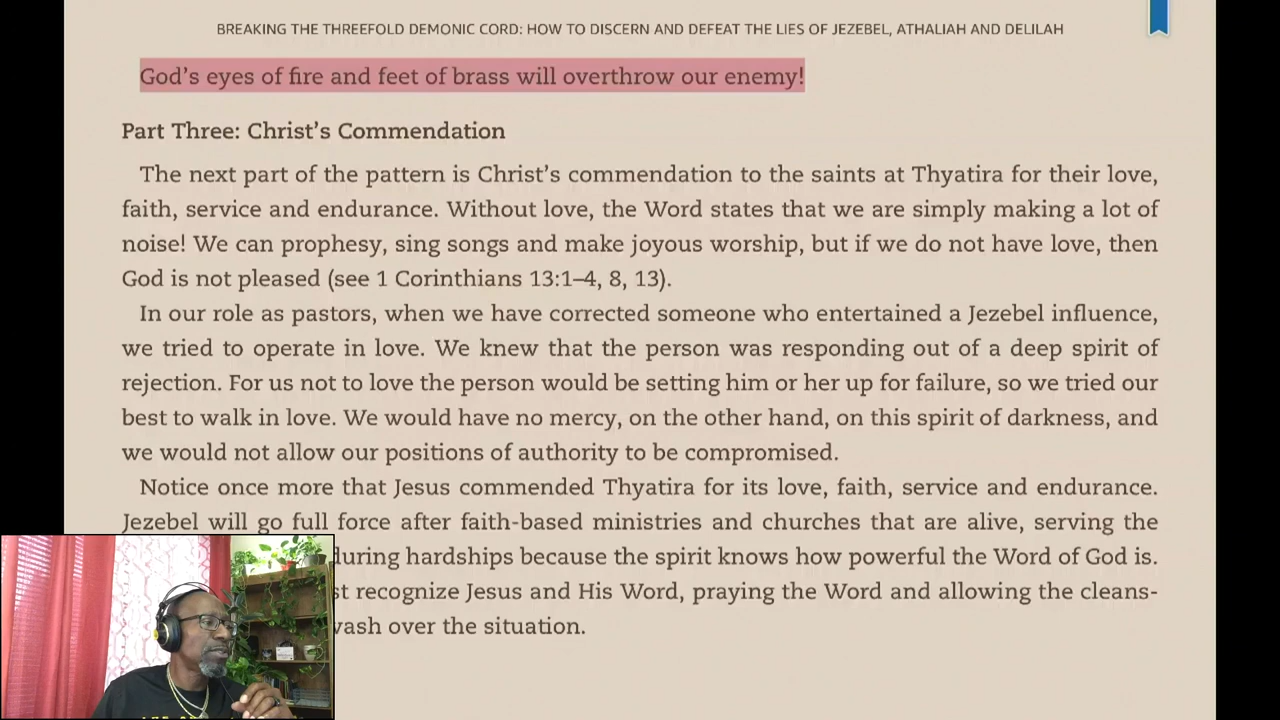 BREAKING THE THREEFOLD DEMONIC CORD: HOW TO DISCERN AND DEFEAT THE LIES OF JEZEBEL, ATHALIAH AND DELILAH
God's eyes of fire and feet of brass will overthrow our enemy!
Part Three: Christ's Commendation
The next part of the pattern is Christ's commendation to the saints at Thyatira for their love,
faith, service and endurance. Without love, the Word states that we are simply making a lot of
noise! We can prophesy, sing songs and make joyous worship, but if we do not have love, then
God is not pleased (see 1 Corinthians 13:1–4, 8, 13).
In our role as pastors, when we have corrected someone who entertained a Jezebel influence,
we tried to operate in love. We knew that the person was responding out of a deep spirit of
rejection. For us not to love the person would be setting him or her up for failure, so we tried our
best to walk in love. We would have no mercy, on the other hand, on this spirit of darkness, and
we would not allow our positions of authority to be compromised.
Notice once more that Jesus commended Thyatira for its love, faith, service and endurance.
Jezebel will go full force after faith-based ministries and churches that are alive, serving the
hardships because the spirit knows how powerful the Word of God is.
recognize Jesus and His Word, praying the Word and allowing the cleans-
over the situation.